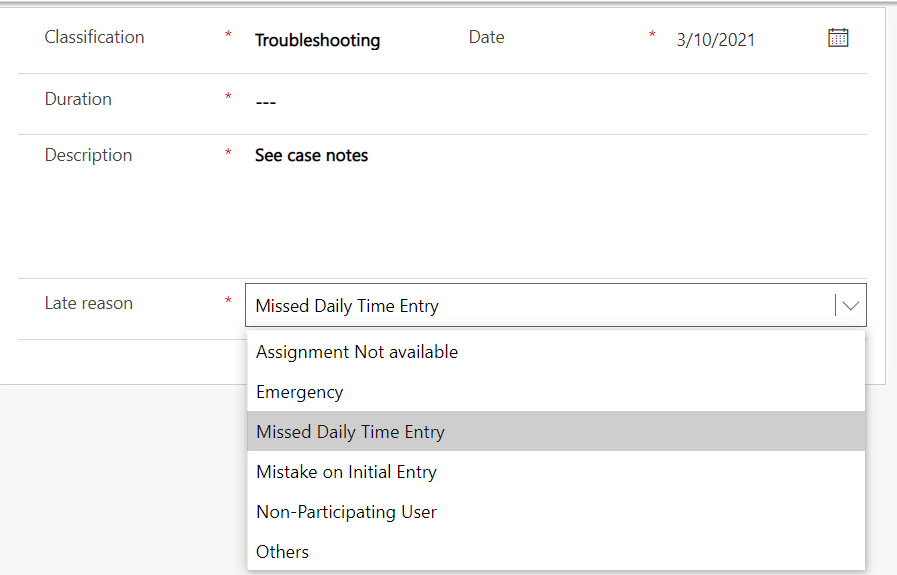 Classification * Troubleshooting Date * 3/10/2021
Duration * ---
Description * See case notes
Late reason * Missed Daily Time Entry
Assignment Not available
Emergency
Missed Daily Time Entry
Mistake on Initial Entry
Non-Participating User
Others